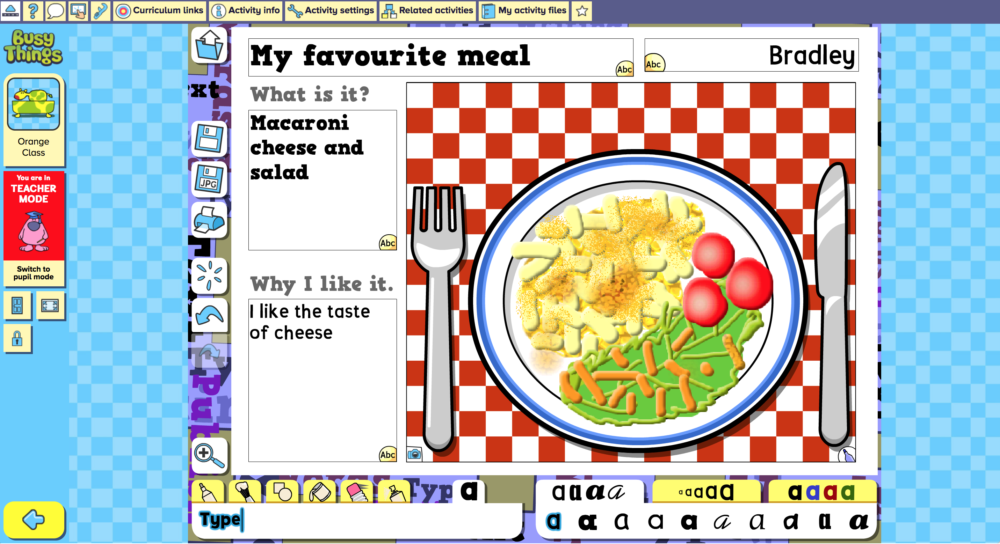 Curriculum links
Activity info
Activity settings
Related activities
My activity files
Busy
Things
Orange
Class
You are in
TEACHER
MODE
Switch to
pupil mode
xt
JPG
My favourite meal
Abc
Abc
Bradley
What is it?
Macaroni
cheese and
salad
Abc
Why I like it.
I like the taste
of cheese
Abc
Typ
a
a a a a
a a a a a
a a a a
Type
a a a a a a a a a a